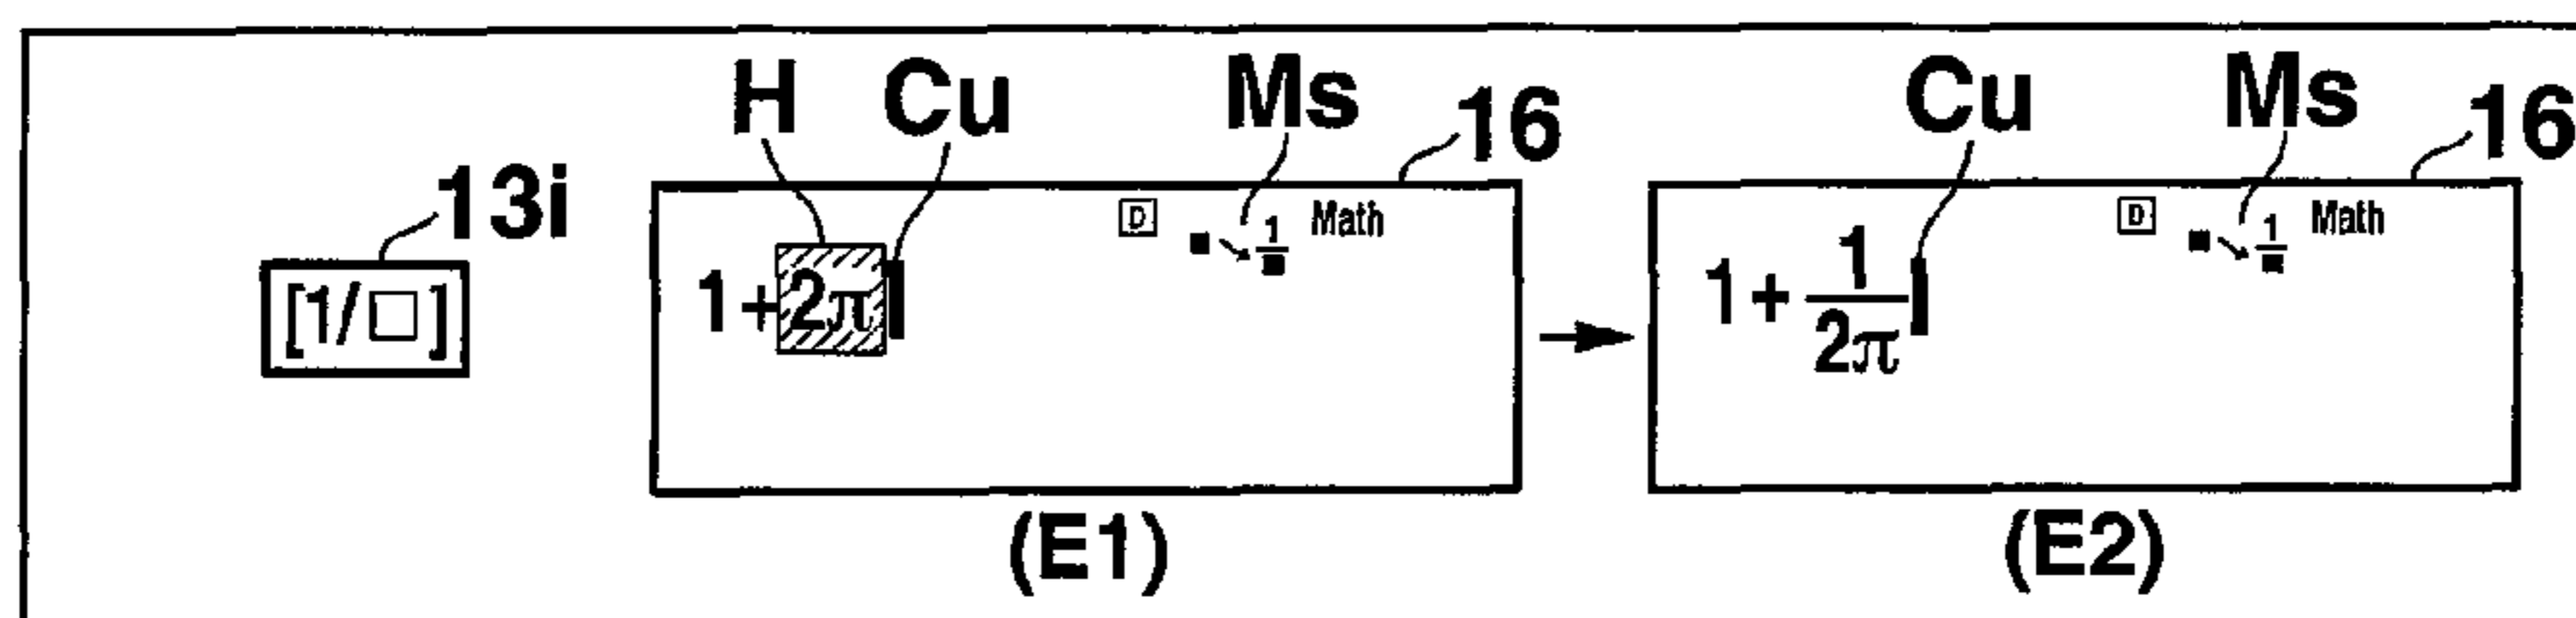 H Cu Ms 16 Cu Ms 16
13i
[1/□]
1+2π D ■↘1/■ Math
1+1/2π D ■↘1/■ Math
(E1) (E2)